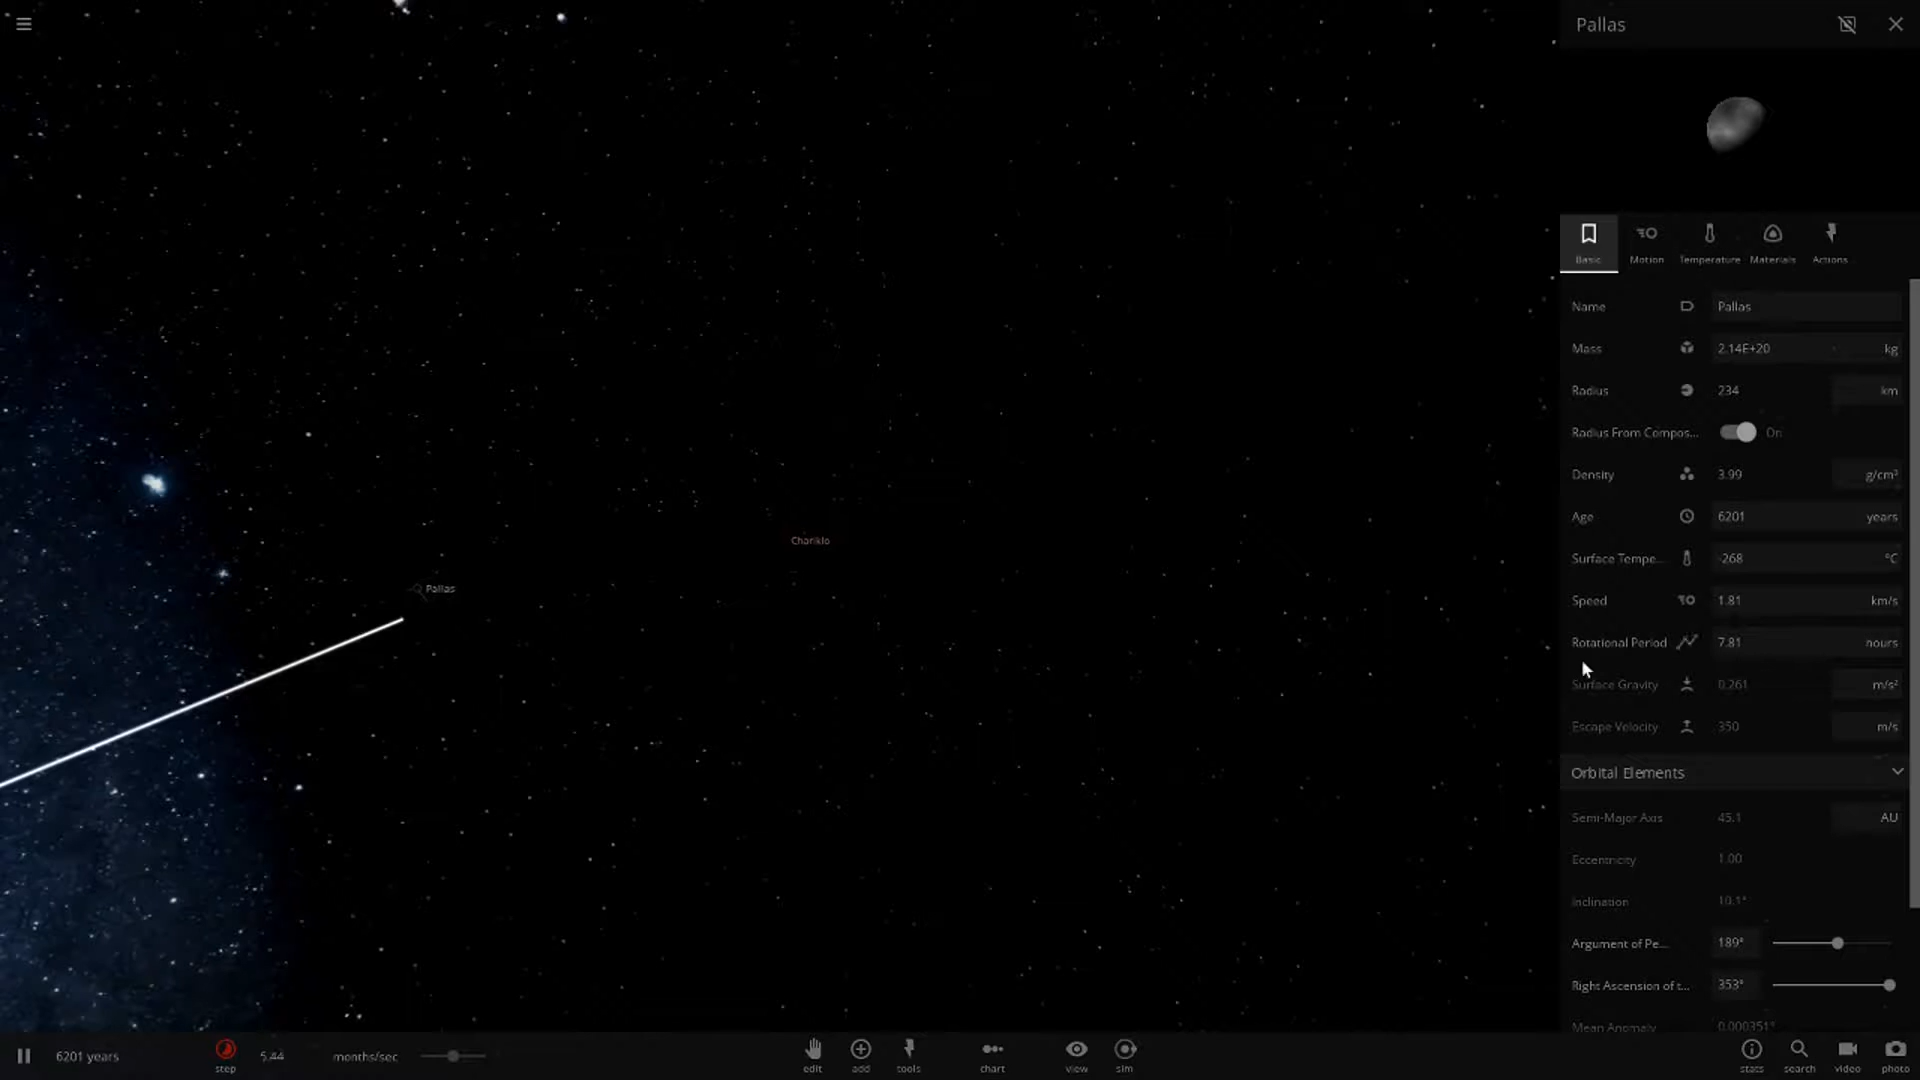 Pallas
Basic
Motion
Temperature
Materials
Actions
Name Pallas
Mass 2.14E+20 kg
Radius 234 km
Radius From Compos... On
Density 3.99 g/cm³
Age 6201 years
Surface Tempe... -268 °C
Speed 1.81 km/s
Rotational Period 7.81 hours
Surface Gravity 0.261 m/s²
Escape Velocity 350 m/s
Orbital Elements
Semi-Major Axis 45.1 AU
Eccentricity 1.00
Inclination 10.1°
Argument of Pe... 189°
Right Ascension of t... 353°
Mean Anomaly 0.000351°
Chariklo
Pallas
6201 years
step
5.44 months/sec
edit
add
tools
chart
view
sim
stats
search
video
photo